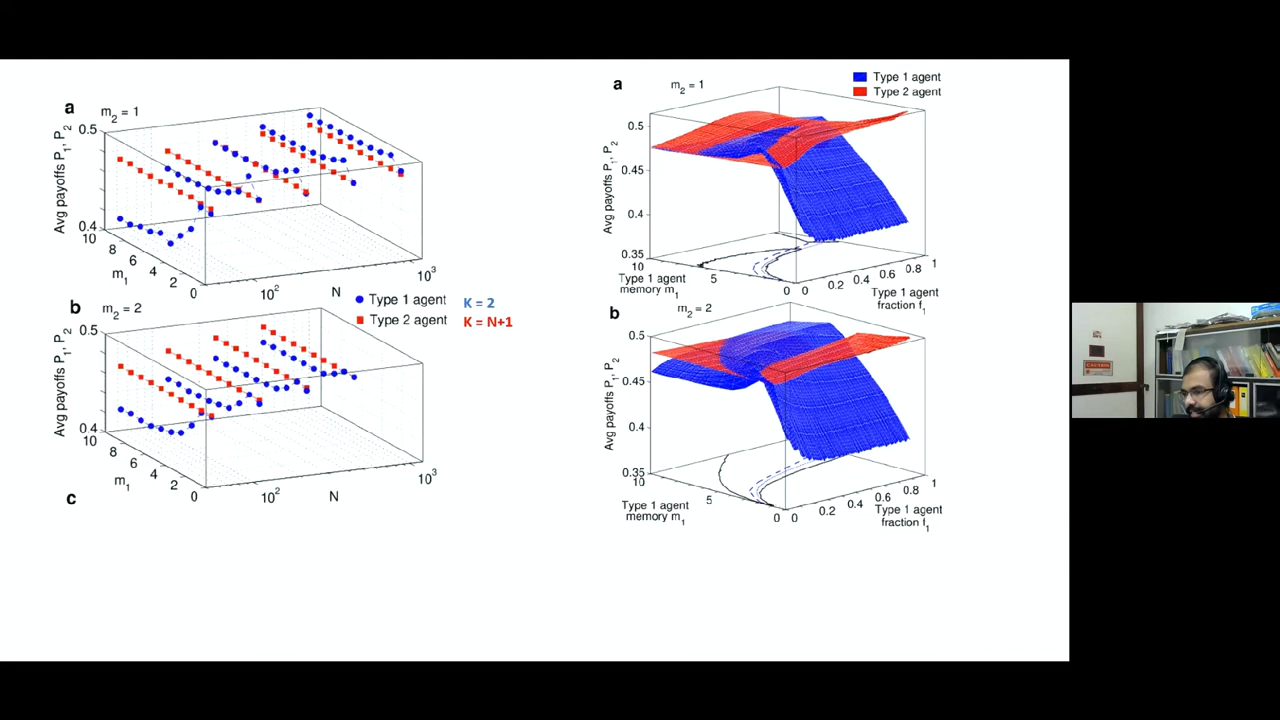 a
m2 = 1
0.5
0.4
Avg payoffs P1, P2
10
8
6
4
2
0
m1
10²
N
10³
Type 1 agent
K = 2
Type 2 agent
K = N+1
b
m2 = 2
0.5
0.4
Avg payoffs P1, P2
10
8
6
4
2
0
m1
10²
N
10³
c
a
m2 = 1
Type 1 agent
Type 2 agent
0.5
0.45
0.4
0.35
Avg payoffs P1, P2
10
5
0
Type 1 agent
memory m1
0
0.2
0.4
0.6
0.8
1
Type 1 agent
fraction f1
b
m2 = 2
0.5
0.45
0.4
0.35
Avg payoffs P1, P2
10
5
0
Type 1 agent
memory m1
0
0.2
0.4
0.6
0.8
1
Type 1 agent
fraction f1